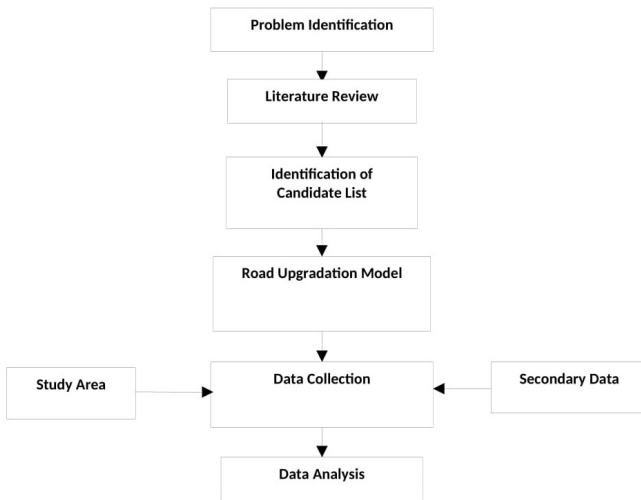 Problem Identification
Literature Review
Identification of
Candidate List
Road Upgradation Model
Study Area
Data Collection
Secondary Data
Data Analysis